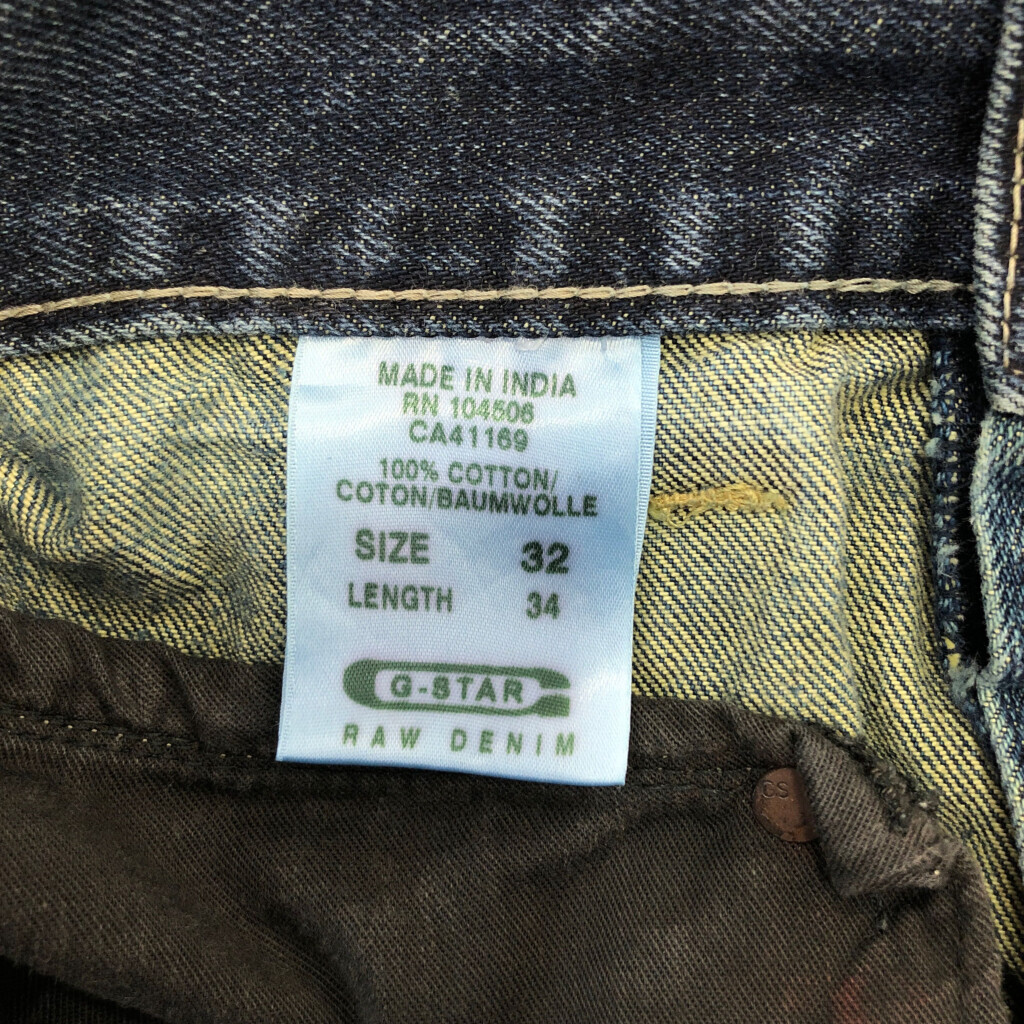 MADE IN INDIA
RN 104506
CA41169
100% COTTON/
COTON/BAUMWOLLE
SIZE 32
LENGTH 34
G-STAR
RAW DENIM